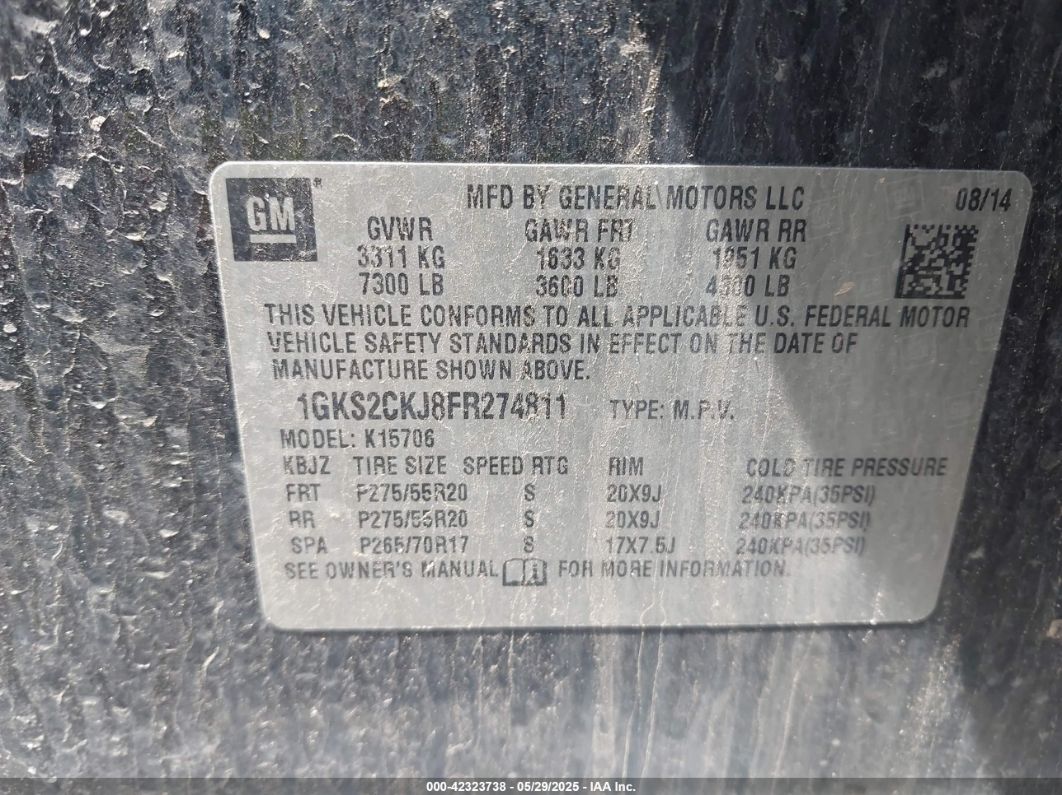 GM
MFD BY GENERAL MOTORS LLC 08/14
GVWR GAWR FRT GAWR RR
3311 KG 1633 KG 1951 KG
7300 LB 3600 LB 4300 LB
THIS VEHICLE CONFORMS TO ALL APPLICABLE U.S. FEDERAL MOTOR
VEHICLE SAFETY STANDARDS IN EFFECT ON THE DATE OF
MANUFACTURE SHOWN ABOVE.
1GKS2CKJ8FR274811 TYPE: M.P.V.
MODEL: K15706
KBJZ TIRE SIZE SPEED RTG RIM COLD TIRE PRESSURE
FRT P275/55R20 S 20X9J 240KPA(35PSI)
RR P275/55R20 S 20X9J 240KPA(35PSI)
SPA P265/70R17 S 17X7.5J 240KPA(35PSI)
SEE OWNER'S MANUAL FOR MORE INFORMATION.
000-42323738 - 05/29/2025 - IAA Inc.